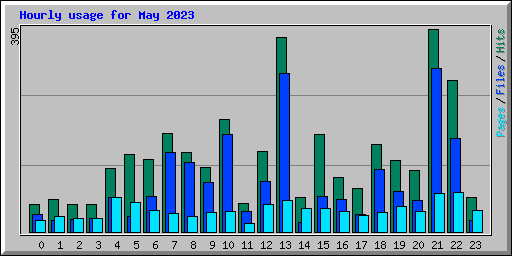 Hourly usage for May 2023
395
Pages / Files / Hits
0 1 2 3 4 5 6 7 8 9 10 11 12 13 14 15 16 17 18 19 20 21 22 23